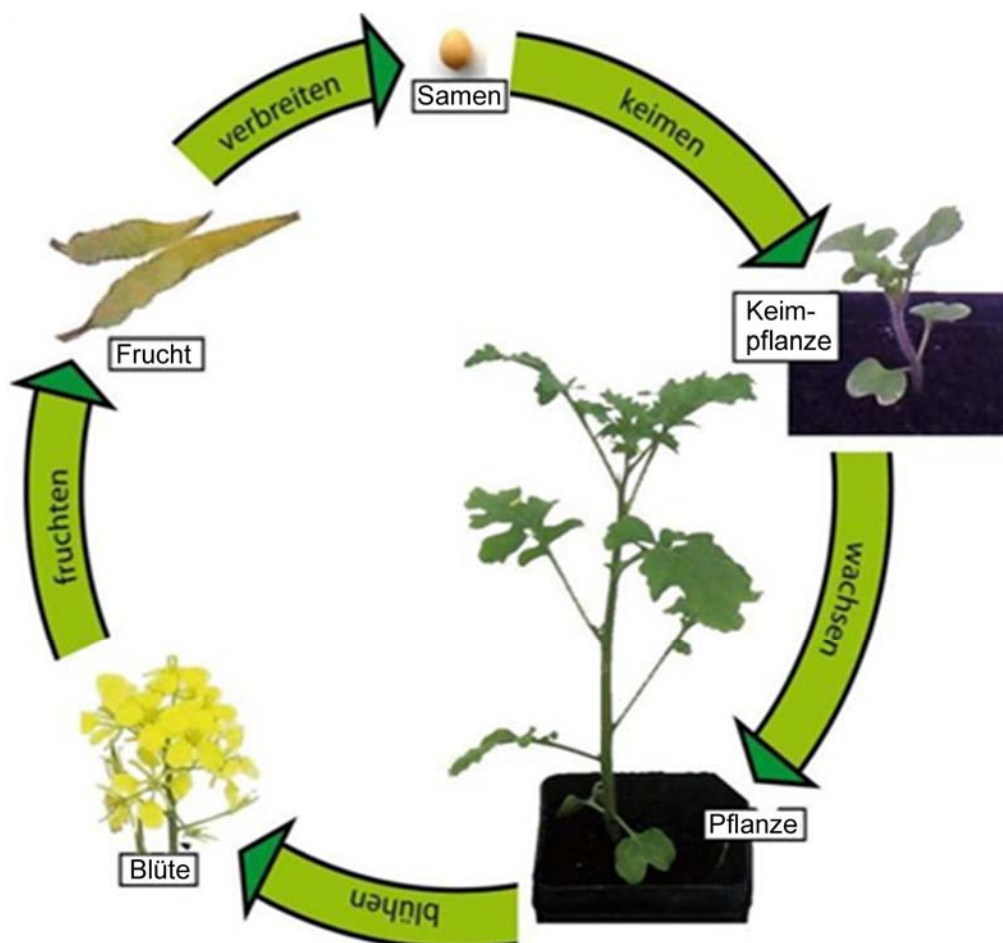 Samen
keimen
Keim-
pflanze
wachsen
Pflanze
blühen
Blüte
fruchten
Frucht
verbreiten